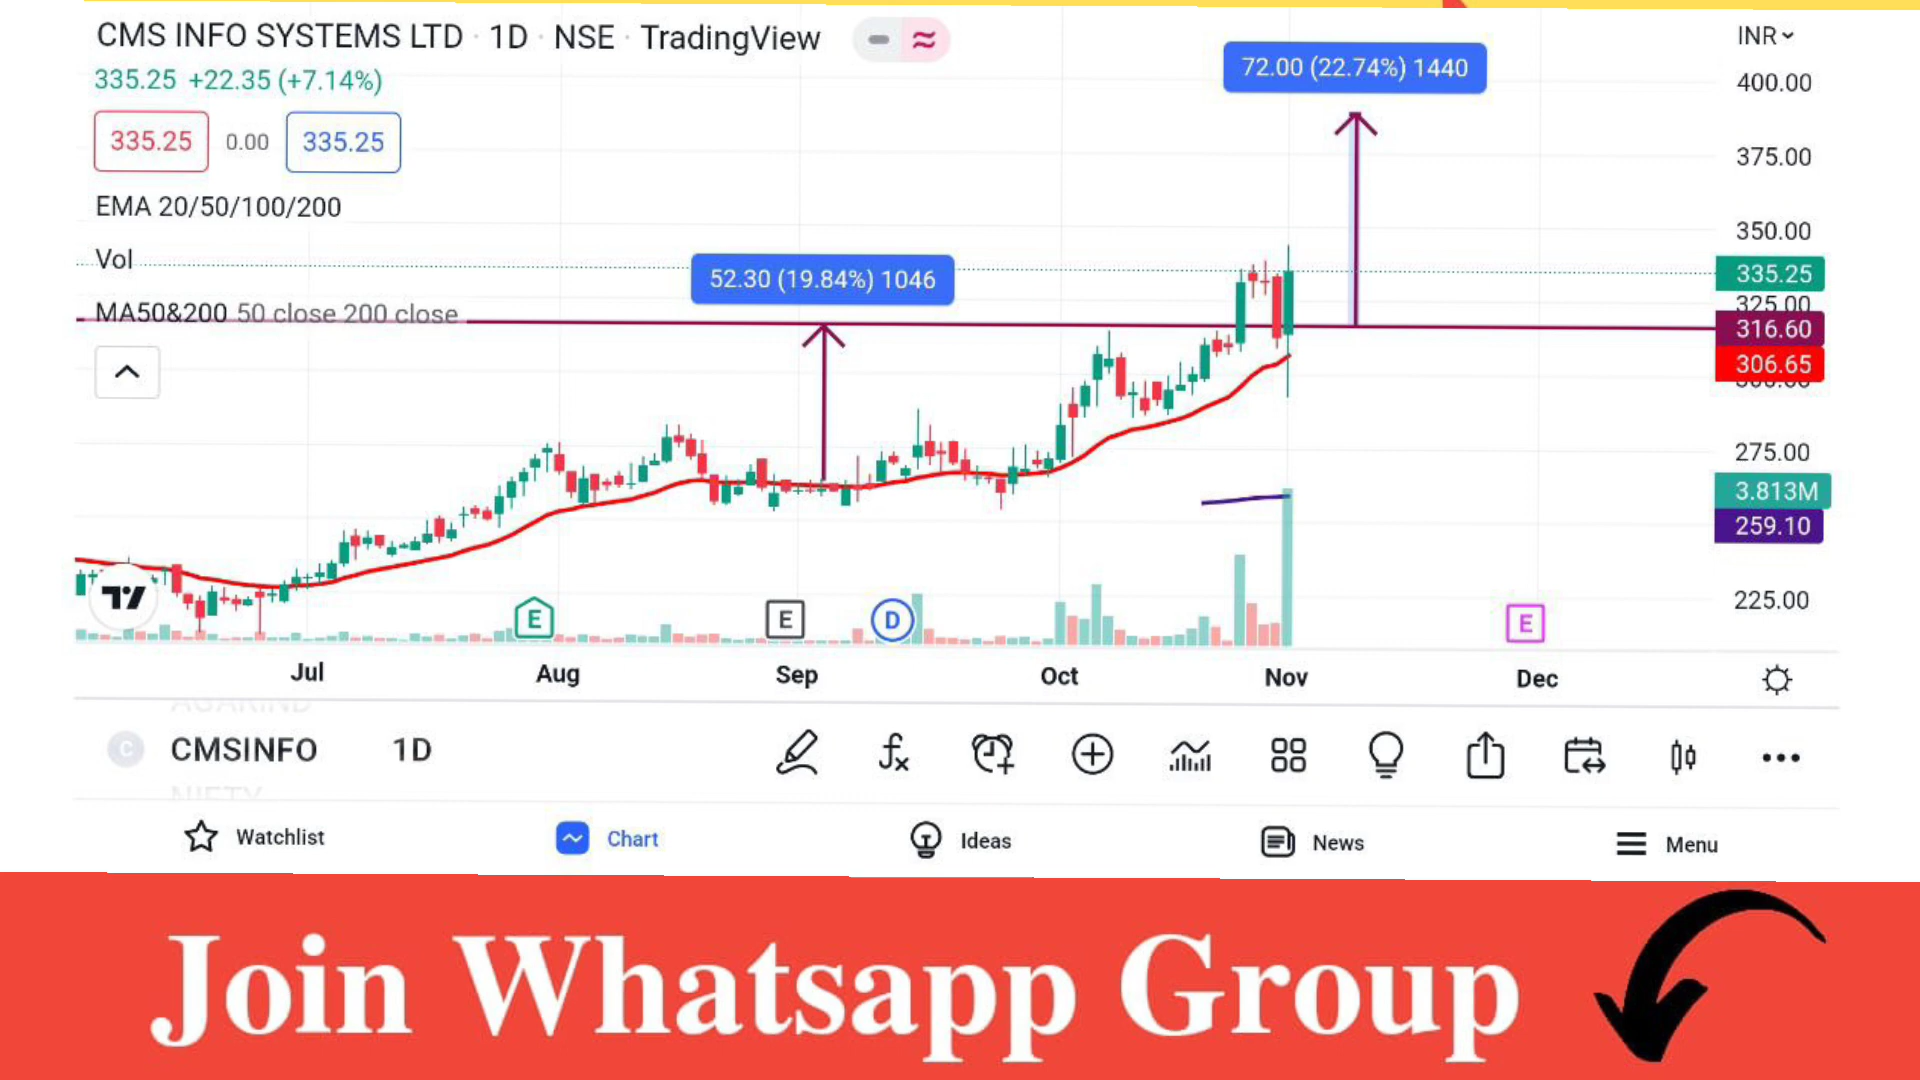 CMS INFO SYSTEMS LTD · 1D · NSE · TradingView
335.25 +22.35 (+7.14%)
335.25 0.00 335.25
EMA 20/50/100/200
Vol
MA50&200 50 close 200 close
72.00 (22.74%) 1440
52.30 (19.84%) 1046
INR
400.00
375.00
350.00
335.25
325.00
316.60
306.65
300.00
275.00
3.813M
259.10
225.00
E
E
D
E
Jul Aug Sep Oct Nov Dec
AGARIND
C CMSINFO 1D
NIFTY
Watchlist Chart Ideas News Menu
Join Whatsapp Group